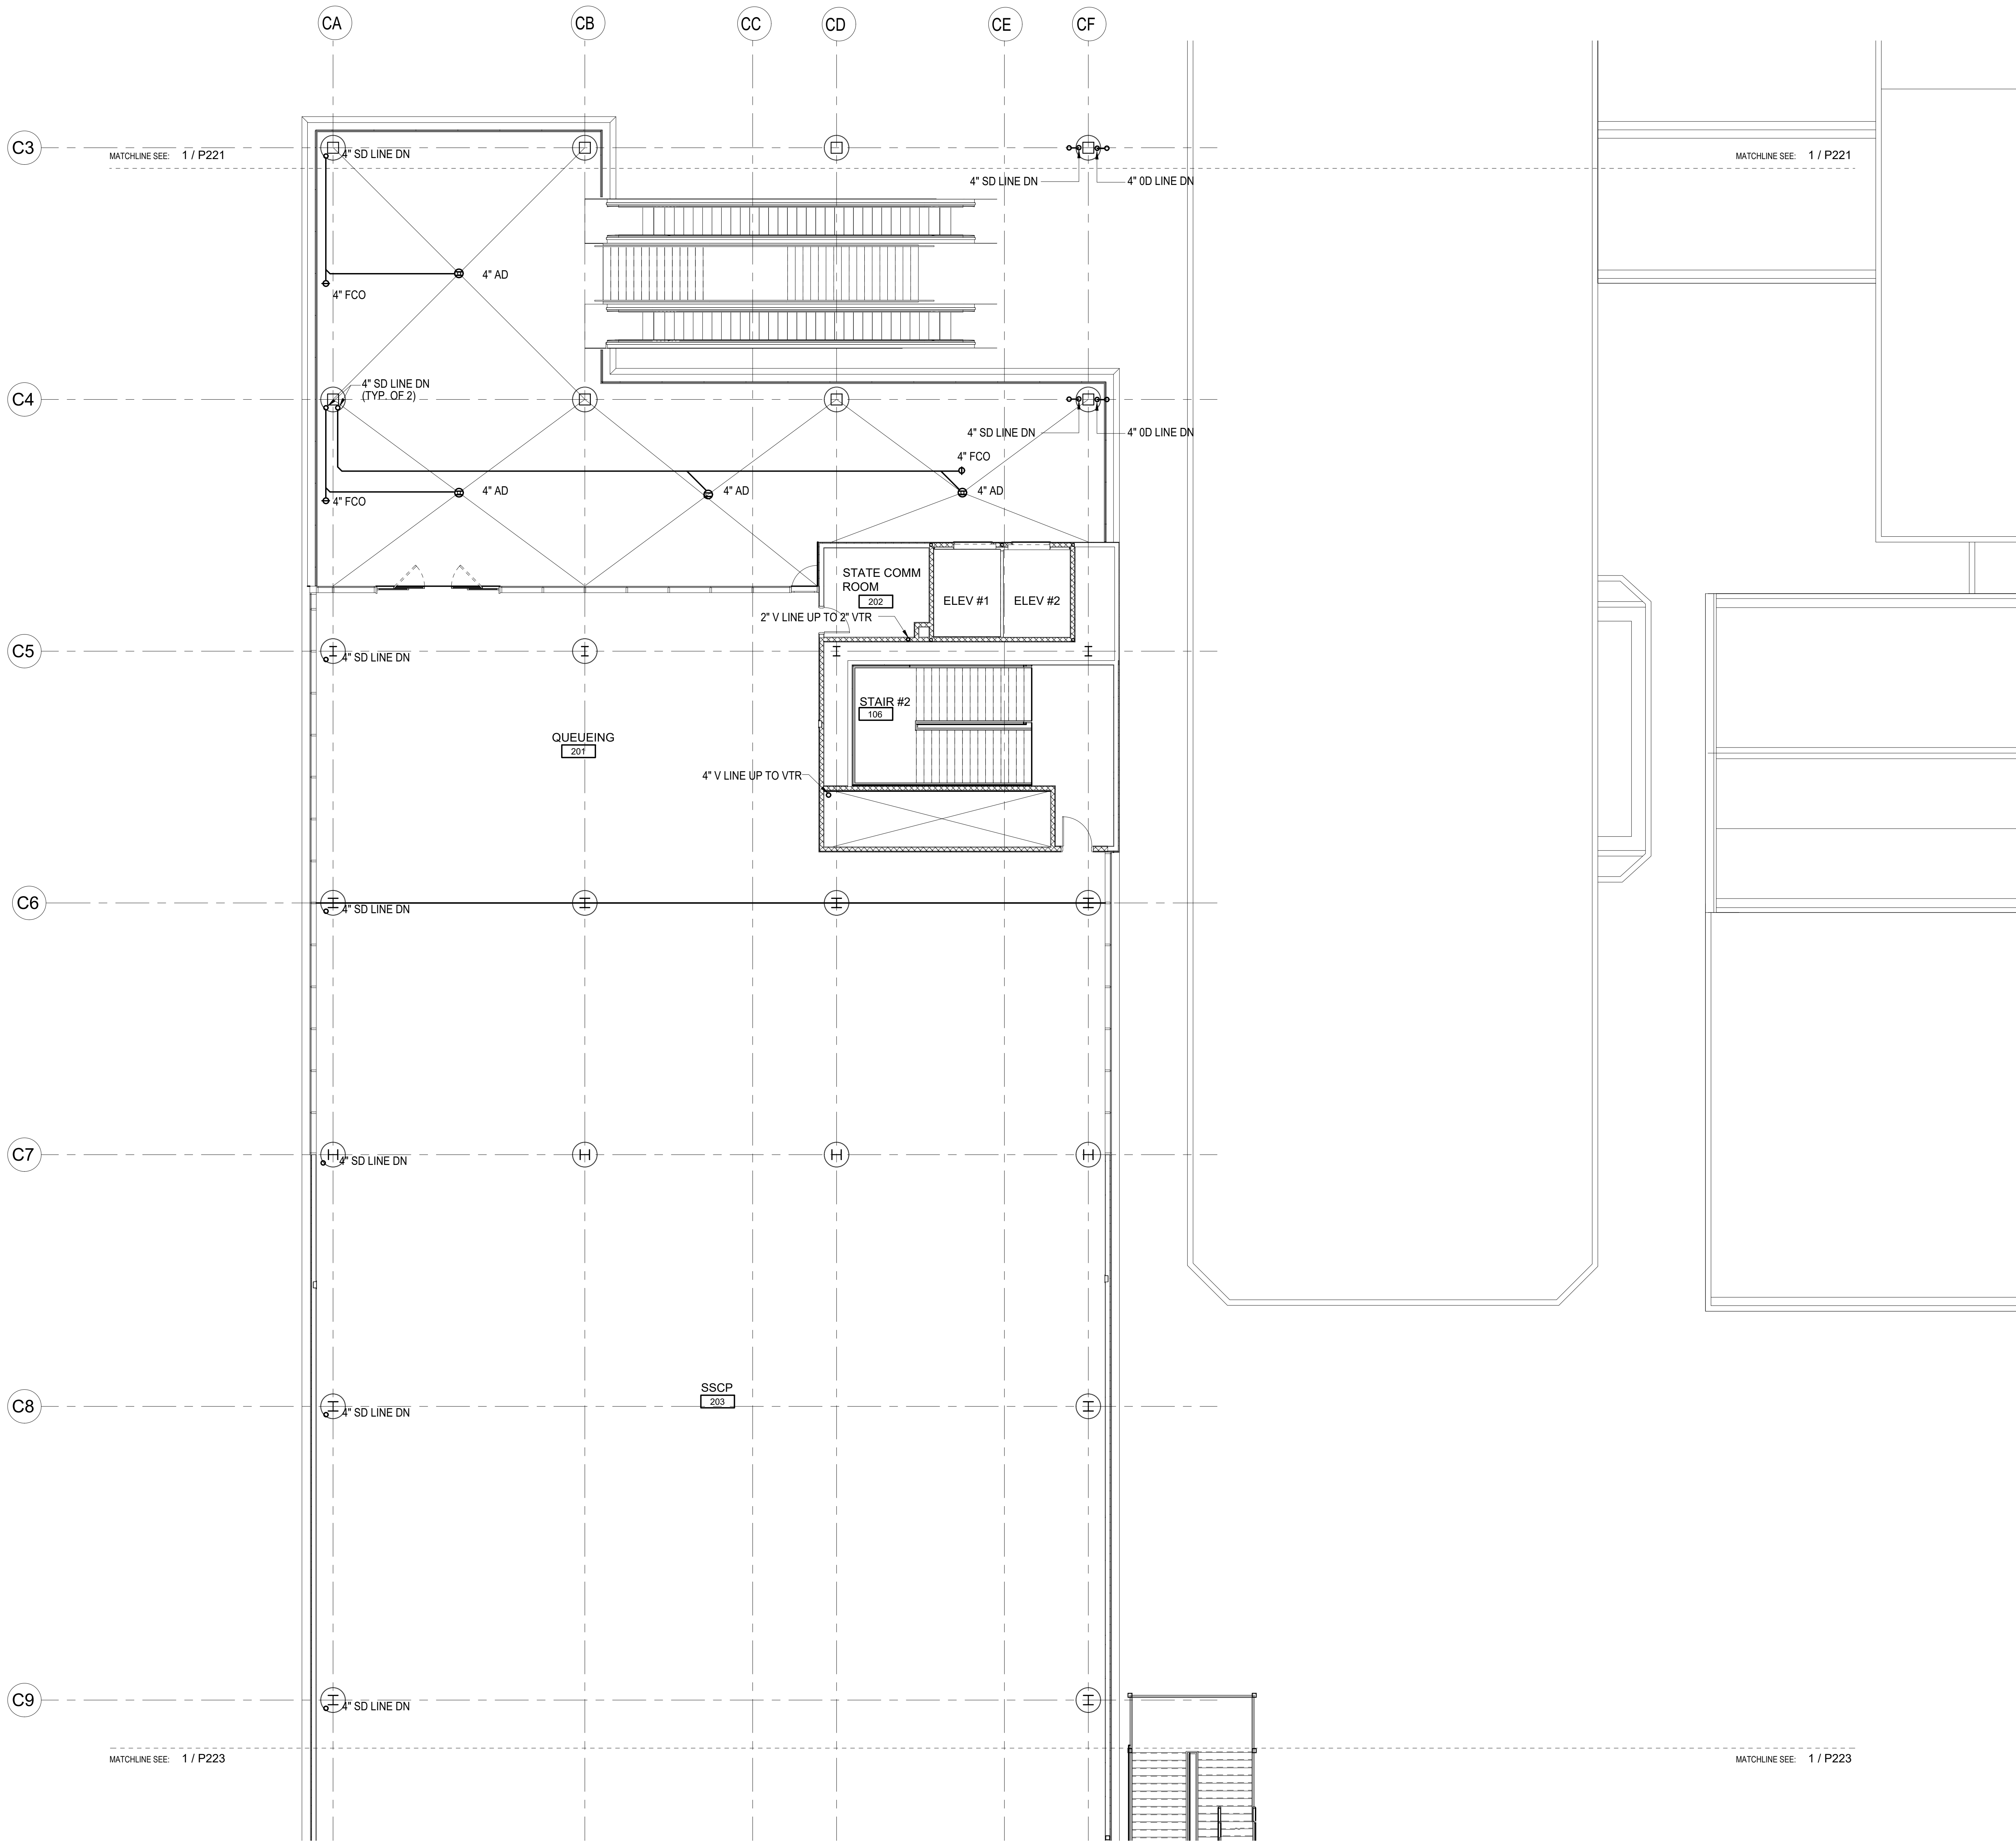 CA
CB
CC
CD
CE
CF
C3
MATCHLINE SEE: 1 / P221
4" SD LINE DN
MATCHLINE SEE: 1 / P221
4" SD LINE DN
4" 0D LINE DN
4" AD
4" FCO
C4
4" SD LINE DN
(TYP. OF 2)
4" SD LINE DN
4" 0D LINE DN
4" FCO
4" AD
4" AD
4" AD
4" FCO
STATE COMM
ROOM
202
ELEV #1
ELEV #2
2" V LINE UP TO 2" VTR
C5
4" SD LINE DN
STAIR #2
106
QUEUEING
201
4" V LINE UP TO VTR
C6
4" SD LINE DN
C7
4" SD LINE DN
SSCP
203
C8
4" SD LINE DN
C9
4" SD LINE DN
MATCHLINE SEE: 1 / P223
MATCHLINE SEE: 1 / P223